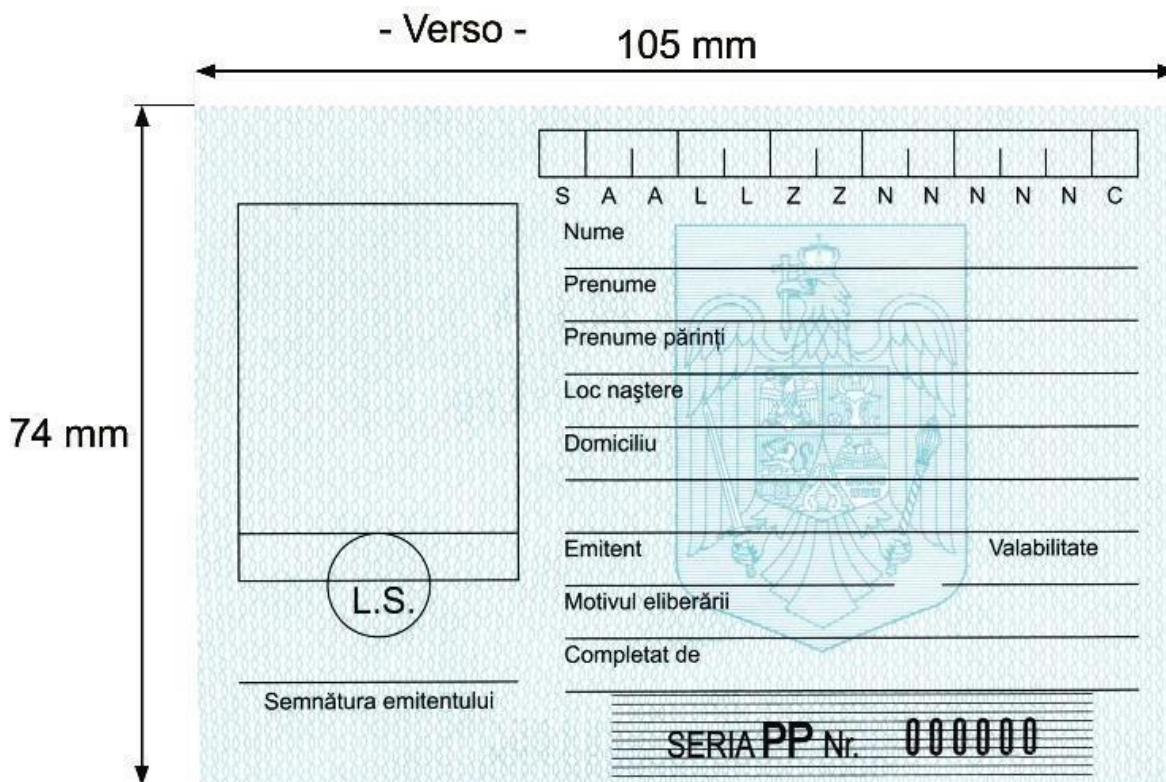 - Verso -
105 mm
S A A L L Z Z N N N N N C
Nume
Prenume
Prenume părinți
Loc naştere
74 mm
Domiciliu
Emitent Valabilitate
Motivul eliberării
L.S.
Completat de
Semnătura emitentului
SERIA PP Nr. 000000